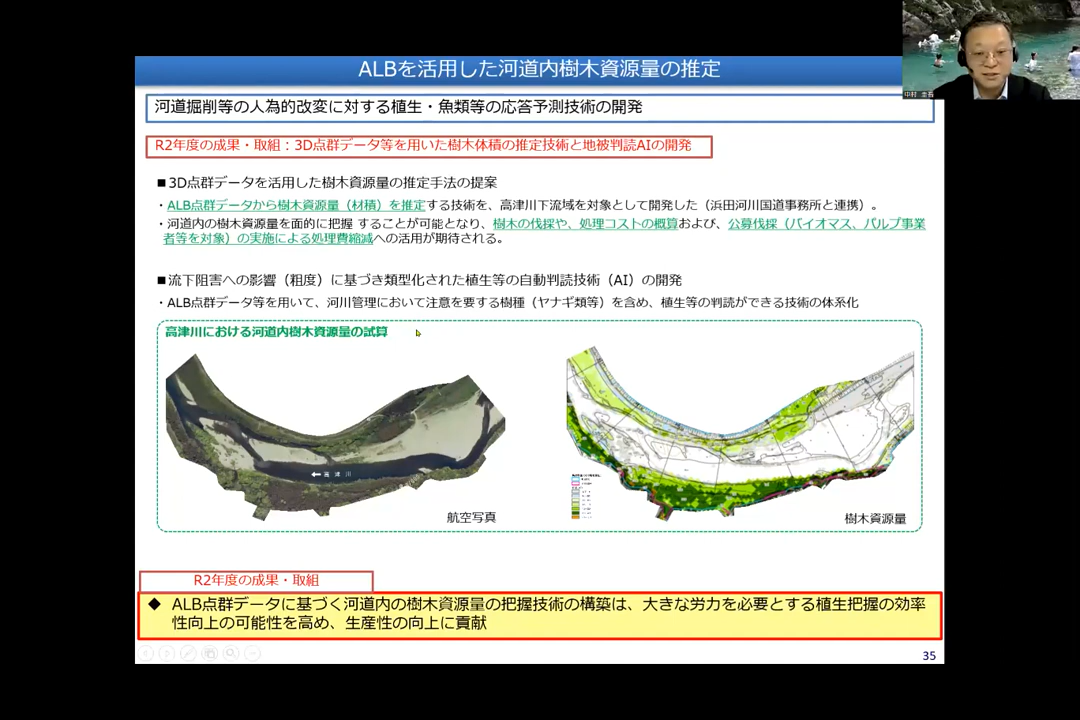 ALBを活用した河道内樹木資源量の推定
河道掘削等の人為的改変に対する植生・魚類等の応答予測技術の開発
R2年度の成果・取組：3D点群データ等を用いた樹木体積の推定技術と地被判読AIの開発
■3D点群データを活用した樹木資源量の推定手法の提案
・ALB点群データから樹木資源量（材積）を推定する技術を、高津川下流域を対象として開発した（浜田河川国道事務所と連携）。
・河道内の樹木資源量を面的に把握 することが可能となり、樹木の伐採や、処理コストの概算および、公募伐採（バイオマス、パルプ事業
者等を対象）の実施による処理費縮減への活用が期待される。
■流下阻害への影響（粗度）に基づき類型化された植生等の自動判読技術（AI）の開発
・ALB点群データ等を用いて、河川管理において注意を要する樹種（ヤナギ類等）を含め、植生等の判読ができる技術の体系化
高津川における河道内樹木資源量の試算
高 津 川
航空写真
樹木資源量
R2年度の成果・取組
◆ ALB点群データに基づく河道内の樹木資源量の把握技術の構築は、大きな労力を必要とする植生把握の効率
性向上の可能性を高め、生産性の向上に貢献
35